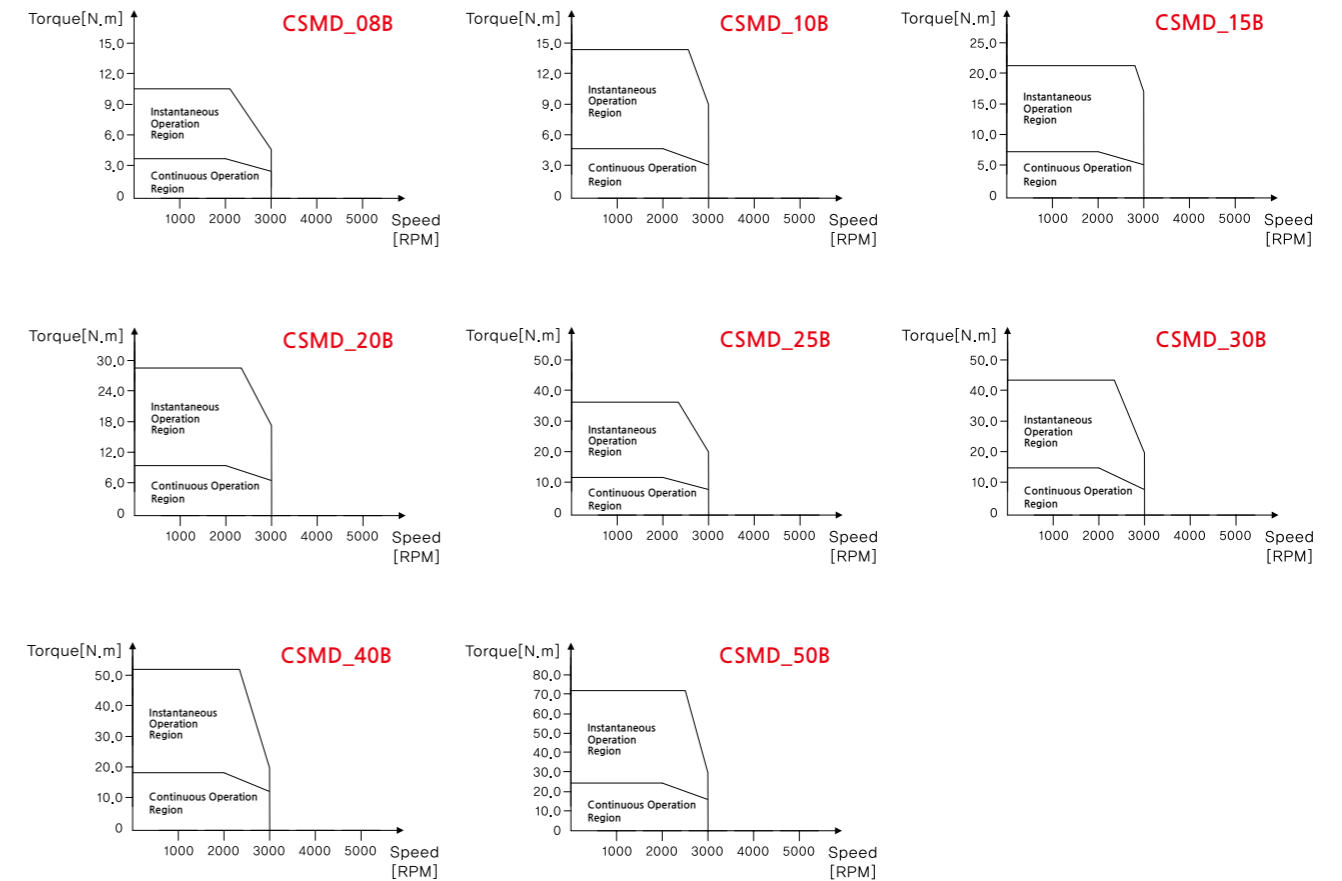 Torque[N.m]
CSMD_08B
15.0
12.0
9.0
6.0
3.0
0
Instantaneous
Operation
Region
Continuous Operation
Region
1000 2000 3000 4000 5000 Speed
[RPM]
Torque[N.m]
CSMD_10B
15.0
12.0
9.0
6.0
3.0
0
Instantaneous
Operation
Region
Continuous Operation
Region
1000 2000 3000 4000 5000 Speed
[RPM]
Torque[N.m]
CSMD_15B
25.0
20.0
15.0
10.0
5.0
0
Instantaneous
Operation
Region
Continuous Operation
Region
1000 2000 3000 4000 5000 Speed
[RPM]
Torque[N.m]
CSMD_20B
30.0
24.0
18.0
12.0
6.0
0
Instantaneous
Operation
Region
Continuous Operation
Region
1000 2000 3000 4000 5000 Speed
[RPM]
Torque[N.m]
CSMD_25B
50.0
40.0
30.0
20.0
10.0
0
Instantaneous
Operation
Region
Continuous Operation
Region
1000 2000 3000 4000 5000 Speed
[RPM]
Torque[N.m]
CSMD_30B
50.0
40.0
30.0
20.0
10.0
0
Instantaneous
Operation
Region
Continuous Operation
Region
1000 2000 3000 4000 5000 Speed
[RPM]
Torque[N.m]
CSMD_40B
50.0
40.0
30.0
20.0
10.0
0
Instantaneous
Operation
Region
Continuous Operation
Region
1000 2000 3000 4000 5000 Speed
[RPM]
Torque[N.m]
CSMD_50B
80.0
70.0
60.0
50.0
40.0
30.0
20.0
10.0
0
Instantaneous
Operation
Region
Continuous Operation
Region
1000 2000 3000 4000 5000 Speed
[RPM]